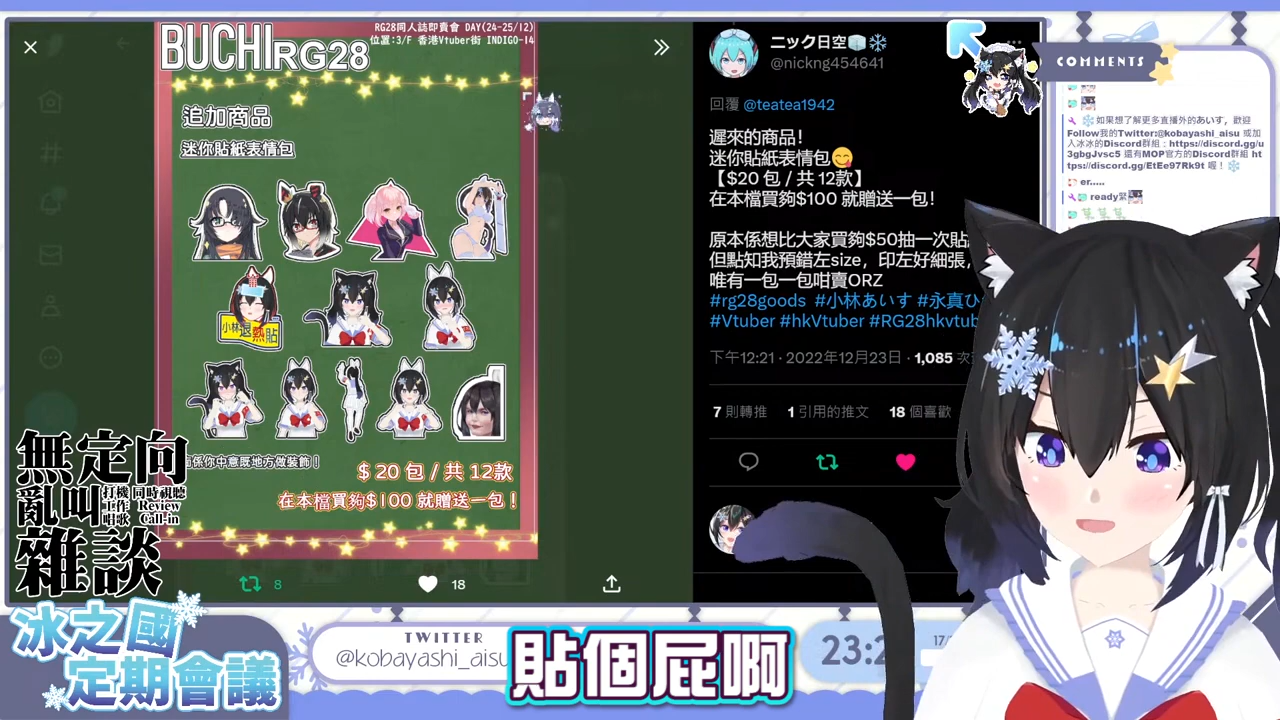 BUCHI RG28
RG28同人誌即賣會 DAY(24-25/12)
位置:3/F 香港Vtuber街 INDIGO-14
追加商品
迷你貼紙表情包
小林退熱貼
係你中意既地方做裝飾!
$20包/共12款
在本檔買夠$100就贈送一包!
8
18
ニック日空
@nickng454641
回覆 @teatea1942
遲來的商品!
迷你貼紙表情包😋
【$20 包 / 共 12款】
在本檔買夠$100 就贈送一包!
原本係想比大家買夠$50抽一次貼
但點知我預錯左size，印左好細張，
唯有一包一包咁賣ORZ
#rg28goods #小林あいす #永真ひ
#Vtuber #hkVtuber #RG28hkvtub
下午12:21 · 2022年12月23日 · 1,085 次
7 則轉推 1 引用的推文 18 個喜歡
COMMENTS
如果想了解更多直播外的あいす，歡迎
Follow我的Twitter:@kobayashi_aisu 或加
入冰冰的Discord群組：https://discord.gg/u
3gbgJvsc5 還有MOP官方的Discord群組 ht
tps://discord.gg/EtEe97Rk9t 喔！
er.....
ready緊
某某某
無定向
亂叫
打機 同時視聽
工作 Review
唱歌 Call-in
雜談
冰之國
定期會議
TWITTER
@kobayashi_aisu
貼個屁啊
23:2
17/